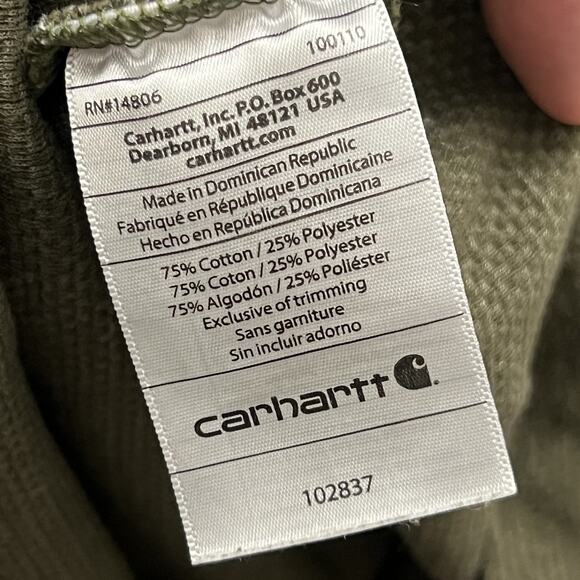 RN#14806 100110
Carhartt, Inc. P.O. Box 600
Dearborn, MI 48121 USA
carhartt.com
Made in Dominican Republic
Fabriqué en République Dominicaine
Hecho en República Dominicana
75% Cotton / 25% Polyester
75% Coton / 25% Polyester
75% Algodón / 25% Poliéster
Exclusive of trimming
Sans garniture
Sin incluir adorno
carhartt
102837